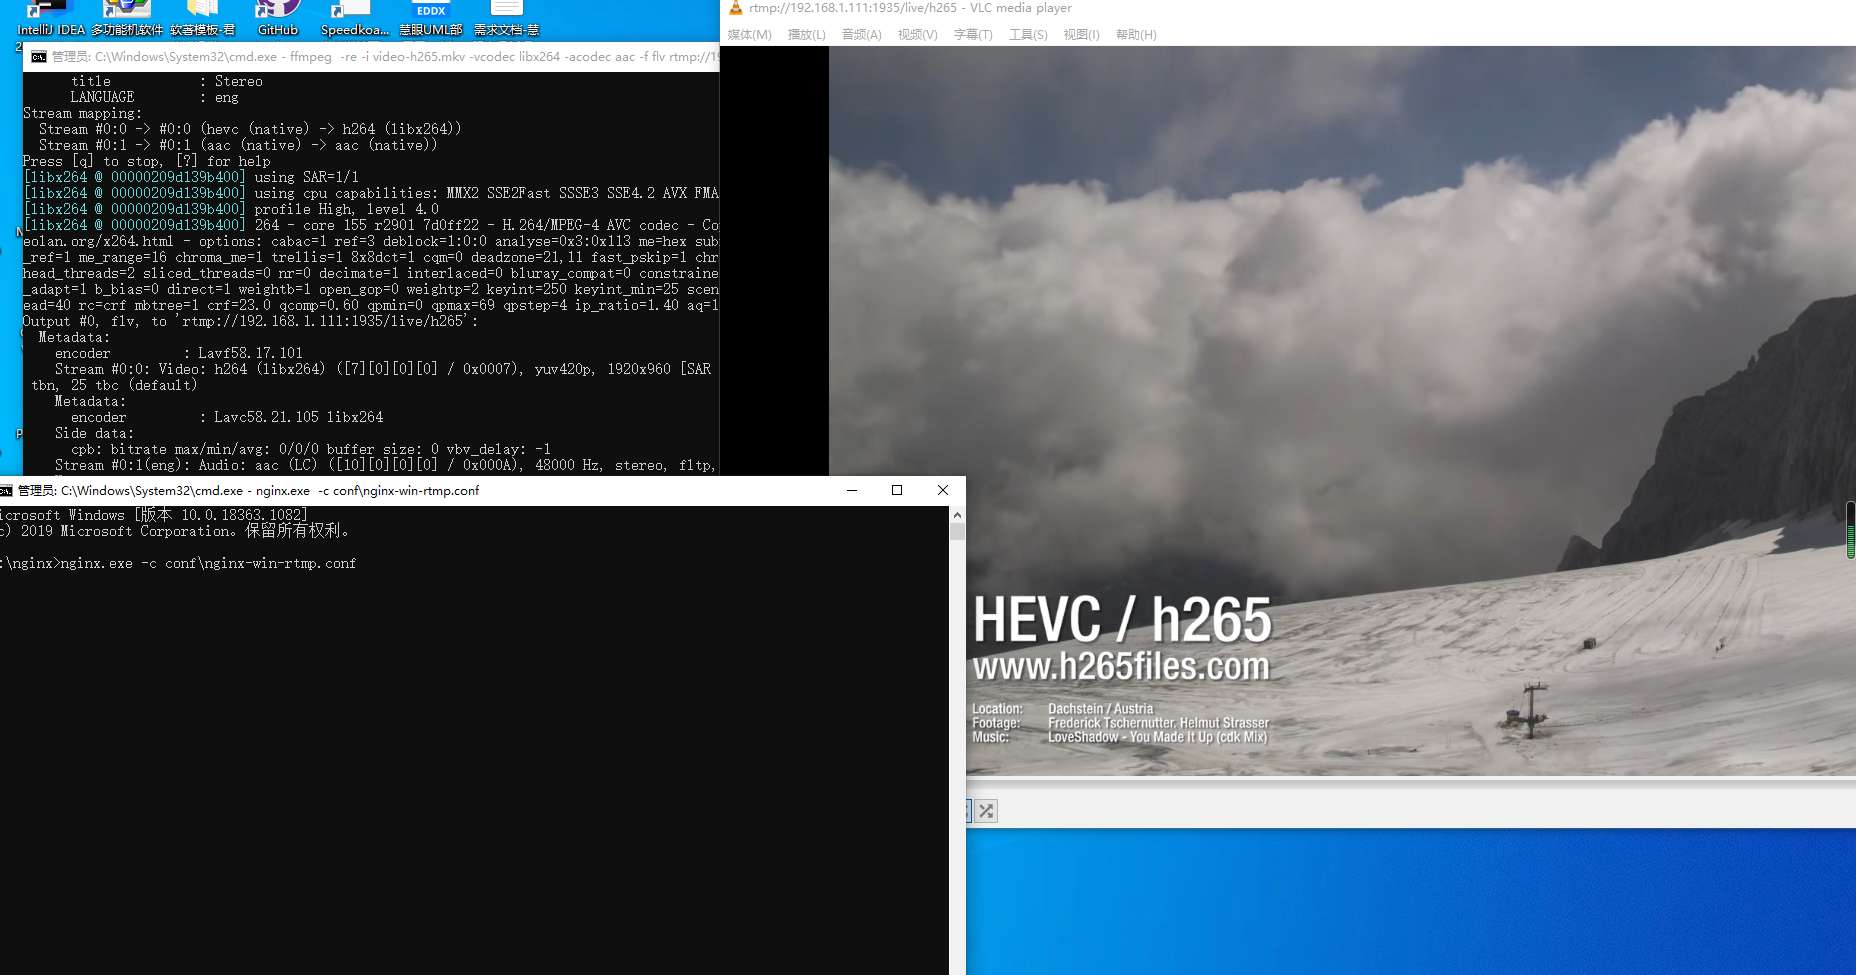 IntelliJ IDEA 多功能机软件 软著模板-君 GitHub Speedkoa... 慧眼UML部 需求文档-慧
EDDX
管理员: C:\Windows\System32\cmd.exe - ffmpeg  -re -i video-h265.mkv -vcodec libx264 -acodec aac -f flv rtmp://19
title           : Stereo
LANGUAGE        : eng
Stream mapping:
Stream #0:0 -> #0:0 (hevc (native) -> h264 (libx264))
Stream #0:1 -> #0:1 (aac (native) -> aac (native))
Press [q] to stop, [?] for help
[libx264 @ 00000209d139b400] using SAR=1/1
[libx264 @ 00000209d139b400] using cpu capabilities: MMX2 SSE2Fast SSSE3 SSE4.2 AVX FMA
[libx264 @ 00000209d139b400] profile High, level 4.0
[libx264 @ 00000209d139b400] 264 - core 155 r2901 7d0ff22 - H.264/MPEG-4 AVC codec - Co
eolan.org/x264.html - options: cabac=1 ref=3 deblock=1:0:0 analyse=0x3:0x113 me=hex sub
_ref=1 me_range=16 chroma_me=1 trellis=1 8x8dct=1 cqm=0 deadzone=21,11 fast_pskip=1 chr
head_threads=2 sliced_threads=0 nr=0 decimate=1 interlaced=0 bluray_compat=0 constraine
_adapt=1 b_bias=0 direct=1 weightb=1 open_gop=0 weightp=2 keyint=250 keyint_min=25 scen
ead=40 rc=crf mbtree=1 crf=23.0 qcomp=0.60 qpmin=0 qpmax=69 qpstep=4 ip_ratio=1.40 aq=1
Output #0, flv, to 'rtmp://192.168.1.111:1935/live/h265':
Metadata:
encoder         : Lavf58.17.101
Stream #0:0: Video: h264 (libx264) ([7][0][0][0] / 0x0007), yuv420p, 1920x960 [SAR
tbn, 25 tbc (default)
Metadata:
encoder         : Lavc58.21.105 libx264
Side data:
cpb: bitrate max/min/avg: 0/0/0 buffer size: 0 vbv_delay: -1
Stream #0:1(eng): Audio: aac (LC) ([10][0][0][0] / 0x000A), 48000 Hz, stereo, fltp,
管理员: C:\Windows\System32\cmd.exe - nginx.exe  -c conf\nginx-win-rtmp.conf
icrosoft Windows [版本 10.0.18363.1082]
c) 2019 Microsoft Corporation。保留所有权利。
:\nginx>nginx.exe -c conf\nginx-win-rtmp.conf
rtmp://192.168.1.111:1935/live/h265 - VLC media player
媒体(M) 播放(L) 音频(A) 视频(V) 字幕(T) 工具(S) 视图(I) 帮助(H)
HEVC / h265
www.h265files.com
Location: Dachstein / Austria
Footage: Frederick Tschernutter, Helmut Strasser
Music: LoveShadow - You Made It Up (cdk Mix)